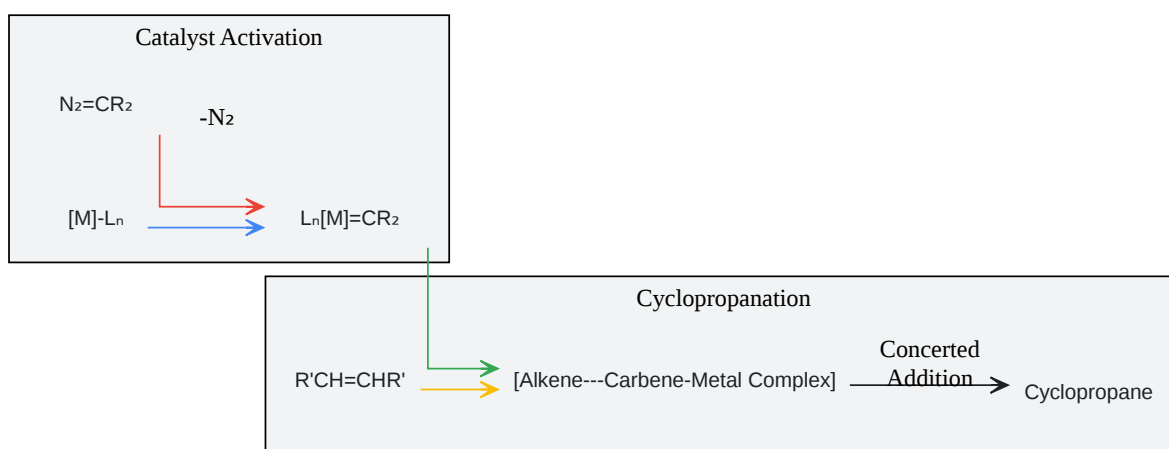 Catalyst Activation
N₂=CR₂
-N₂
[M]-Lₙ
Lₙ[M]=CR₂
Cyclopropanation
R'CH=CHR'
[Alkene---Carbene-Metal Complex]
Concerted
Addition
Cyclopropane